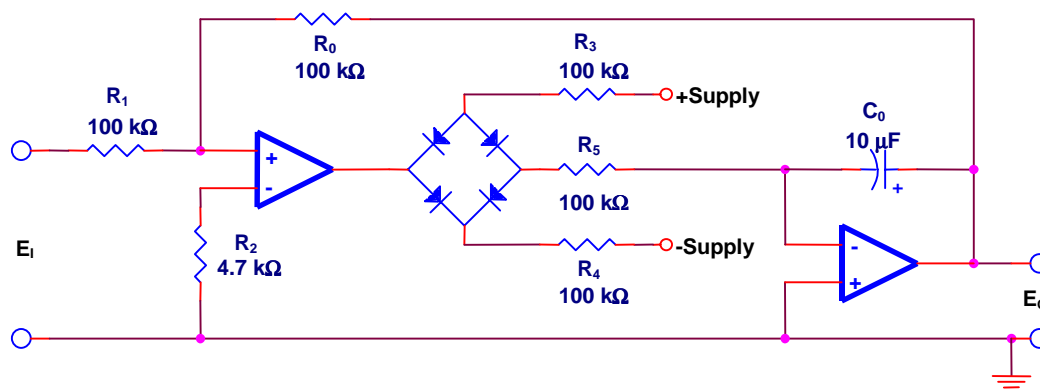 R₀
100 kΩ
R₃
100 kΩ
+Supply
C₀
10 µF
+
R₁
100 kΩ
+
-
R₅
100 kΩ
-Supply
R₄
100 kΩ
-
+
E_I
R₂
4.7 kΩ